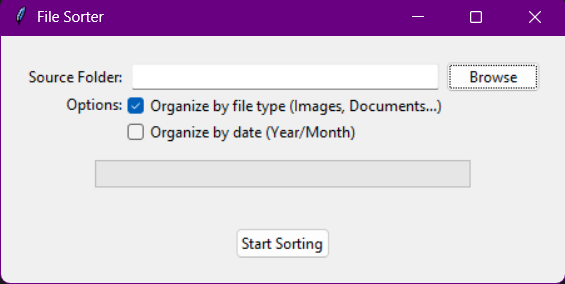 File Sorter
Source Folder: Browse
Options: Organize by file type (Images, Documents...)
Organize by date (Year/Month)
Start Sorting